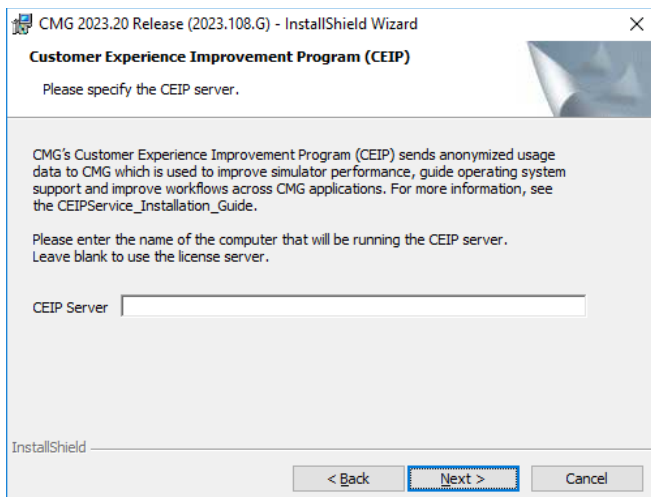 CMG 2023.20 Release (2023.108.G) - InstallShield Wizard
Customer Experience Improvement Program (CEIP)
Please specify the CEIP server.
CMG's Customer Experience Improvement Program (CEIP) sends anonymized usage
data to CMG which is used to improve simulator performance, guide operating system
support and improve workflows across CMG applications. For more information, see
the CEIPService_Installation_Guide.
Please enter the name of the computer that will be running the CEIP server.
Leave blank to use the license server.
CEIP Server
InstallShield
< Back Next > Cancel